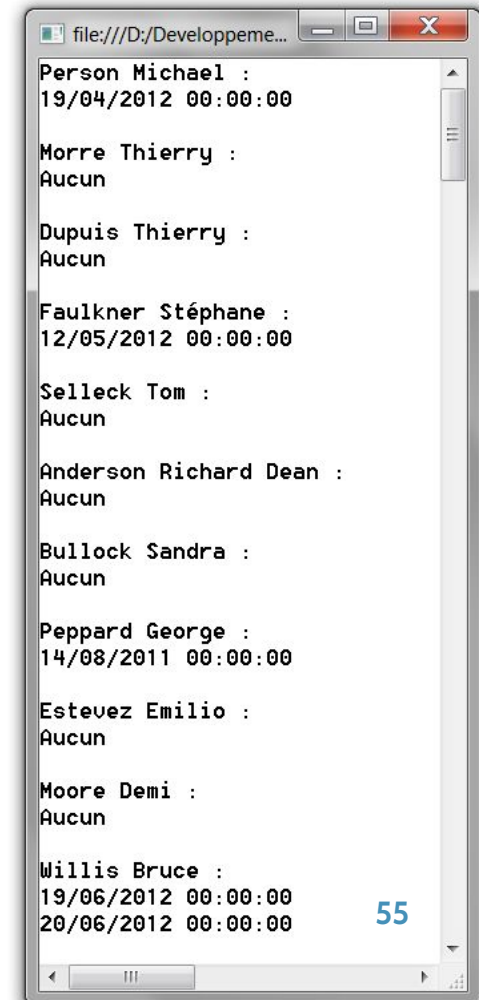 file:///D:/Developpeme...
Person Michael :
19/04/2012 00:00:00
Morre Thierry :
Aucun
Dupuis Thierry :
Aucun
Faulkner Stéphane :
12/05/2012 00:00:00
Selleck Tom :
Aucun
Anderson Richard Dean :
Aucun
Bullock Sandra :
Aucun
Peppard George :
14/08/2011 00:00:00
Estevez Emilio :
Aucun
Moore Demi :
Aucun
Willis Bruce :
19/06/2012 00:00:00
20/06/2012 00:00:00
55